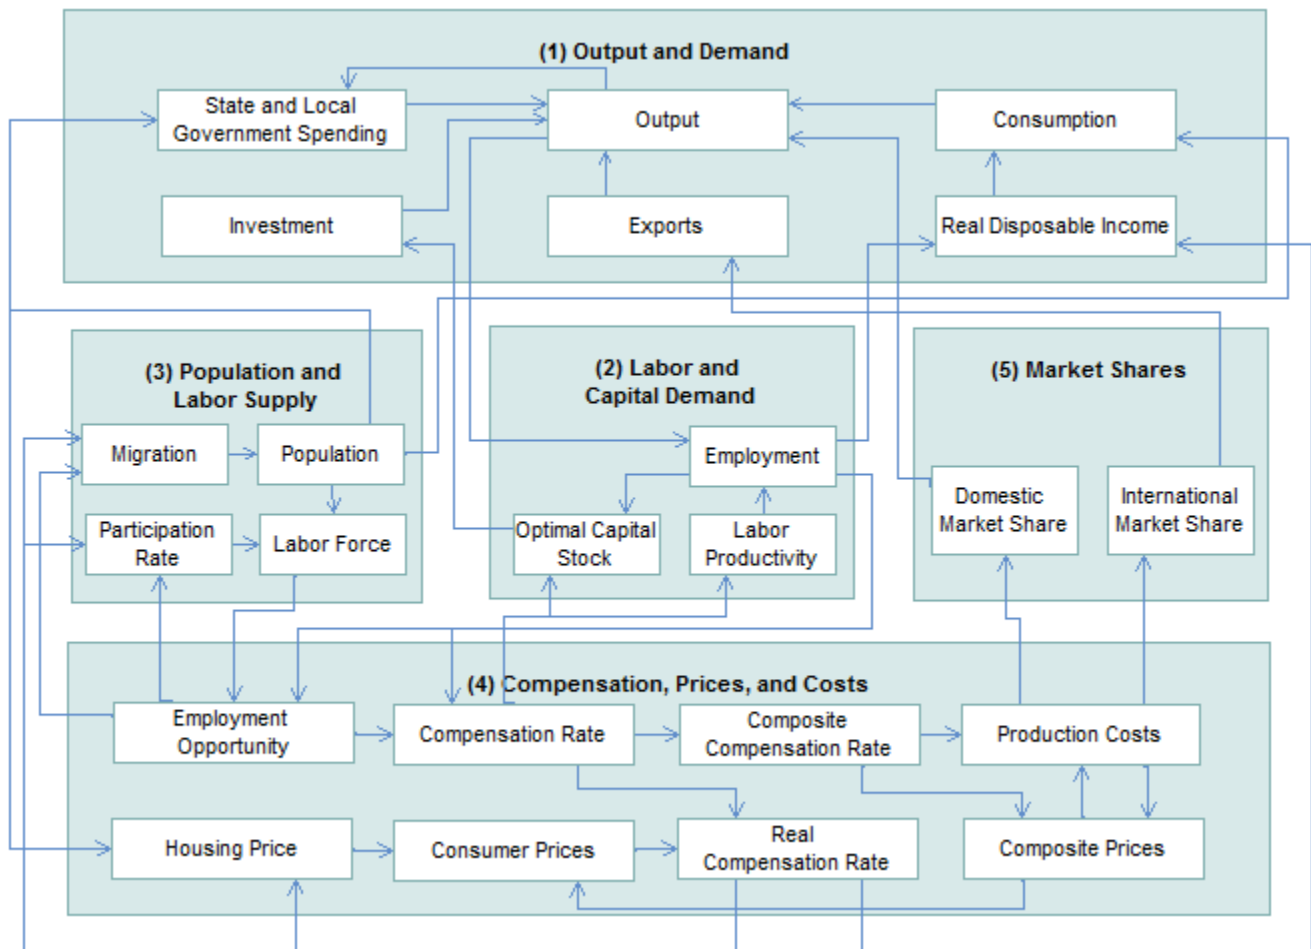 (1) Output and Demand
State and Local
Government Spending
Output
Consumption
Investment
Exports
Real Disposable Income
(3) Population and
Labor Supply
Migration
Population
Participation
Rate
Labor Force
(2) Labor and
Capital Demand
Employment
Optimal Capital
Stock
Labor
Productivity
(5) Market Shares
Domestic
Market Share
International
Market Share
(4) Compensation, Prices, and Costs
Employment
Opportunity
Compensation Rate
Composite
Compensation Rate
Production Costs
Housing Price
Consumer Prices
Real
Compensation Rate
Composite Prices